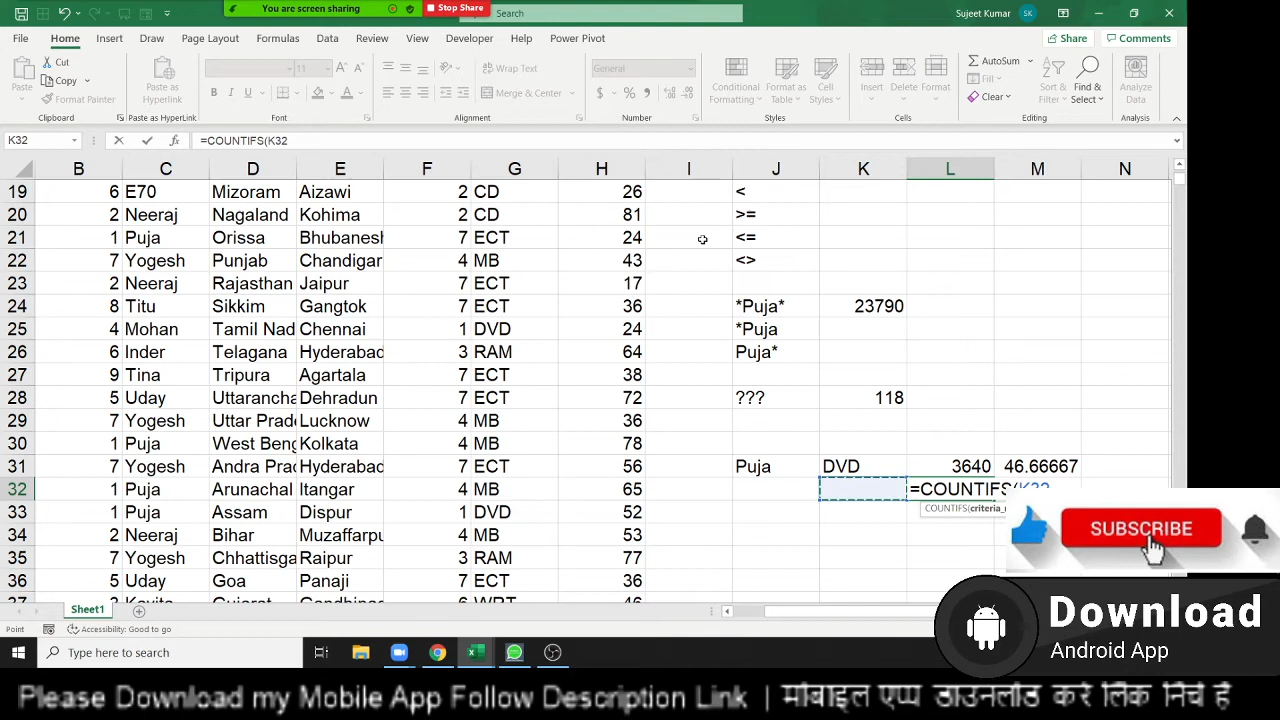 You are screen sharing
Stop Share
Search
Sujeet Kumar
SK
File Home Insert Draw Page Layout Formulas Data Review View Developer Help Power Pivot
Share
Comments
Paste
Cut
Copy
Format Painter
Clipboard
Paste as Hyperlink
Paste as Hyperlink
11
B I U
Font
Wrap Text
Merge & Center
Alignment
General
Number
Conditional Formatting
Format as Table
Cell Styles
Styles
Insert Delete Format
Cells
AutoSum
Fill
Clear
Sort & Filter
Find & Select
Editing
Analyze Data
Analysis
K32
=COUNTIFS(K32
B C D E F G H I J K L M N
19 6 E70 Mizoram Aizawi 2 CD 26 <
20 2 Neeraj Nagaland Kohima 2 CD 81 >=
21 1 Puja Orissa Bhubanesh 7 ECT 24 <=
22 7 Yogesh Punjab Chandigar 4 MB 43 <>
23 2 Neeraj Rajasthan Jaipur 7 ECT 17
24 8 Titu Sikkim Gangtok 7 ECT 36 *Puja* 23790
25 4 Mohan Tamil Nad Chennai 1 DVD 24 *Puja
26 6 Inder Telagana Hyderabad 3 RAM 64 Puja*
27 9 Tina Tripura Agartala 7 ECT 38
28 5 Uday Uttarancha Dehradun 7 ECT 72 ??? 118
29 7 Yogesh Uttar Prade Lucknow 4 MB 36
30 1 Puja West Beng Kolkata 4 MB 78
31 7 Yogesh Andra Prad Hyderabad 7 ECT 56 Puja DVD 3640 46.66667
32 1 Puja Arunachal Itangar 4 MB 65 =COUNTIFS(K32
33 1 Puja Assam Dispur 1 DVD 52
34 2 Neeraj Bihar Muzaffarpu 4 MB 53
35 7 Yogesh Chhattisga Raipur 3 RAM 77
36 5 Uday Goa Panaji 7 ECT 36
COUNTIFS(criteria_
SUBSCRIBE
Download
Android App
Sheet1
Point
Accessibility: Good to go
Type here to search
Please Download my Mobile App Follow Description Link | मोबाइल एप्प डाउनलोड करे लिंक निचे है